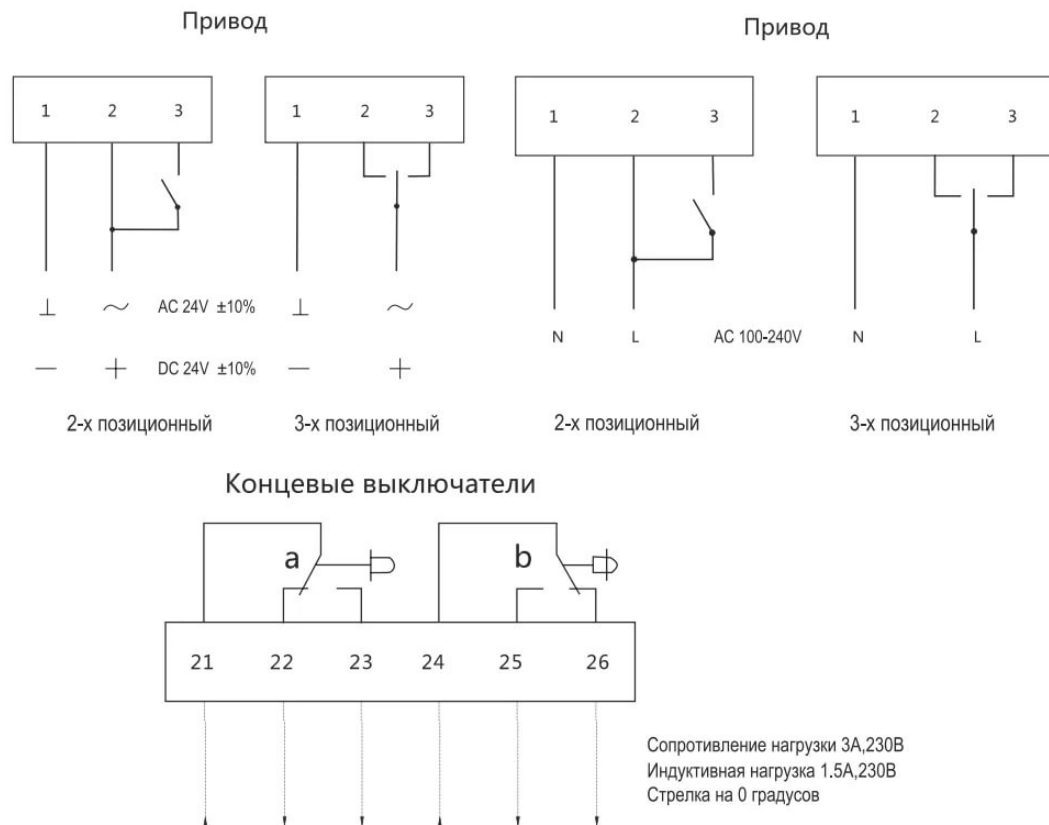 Привод
Привод
1 2 3
1 2 3
1 2 3
1 2 3
⊥ ~ AC 24V ±10% ⊥ ~
— + DC 24V ±10% — +
N L AC 100-240V N L
2-х позиционный
3-х позиционный
2-х позиционный
3-х позиционный
Концевые выключатели
a b
21 22 23 24 25 26
Сопротивление нагрузки 3A,230В
Индуктивная нагрузка 1.5A,230В
Стрелка на 0 градусов